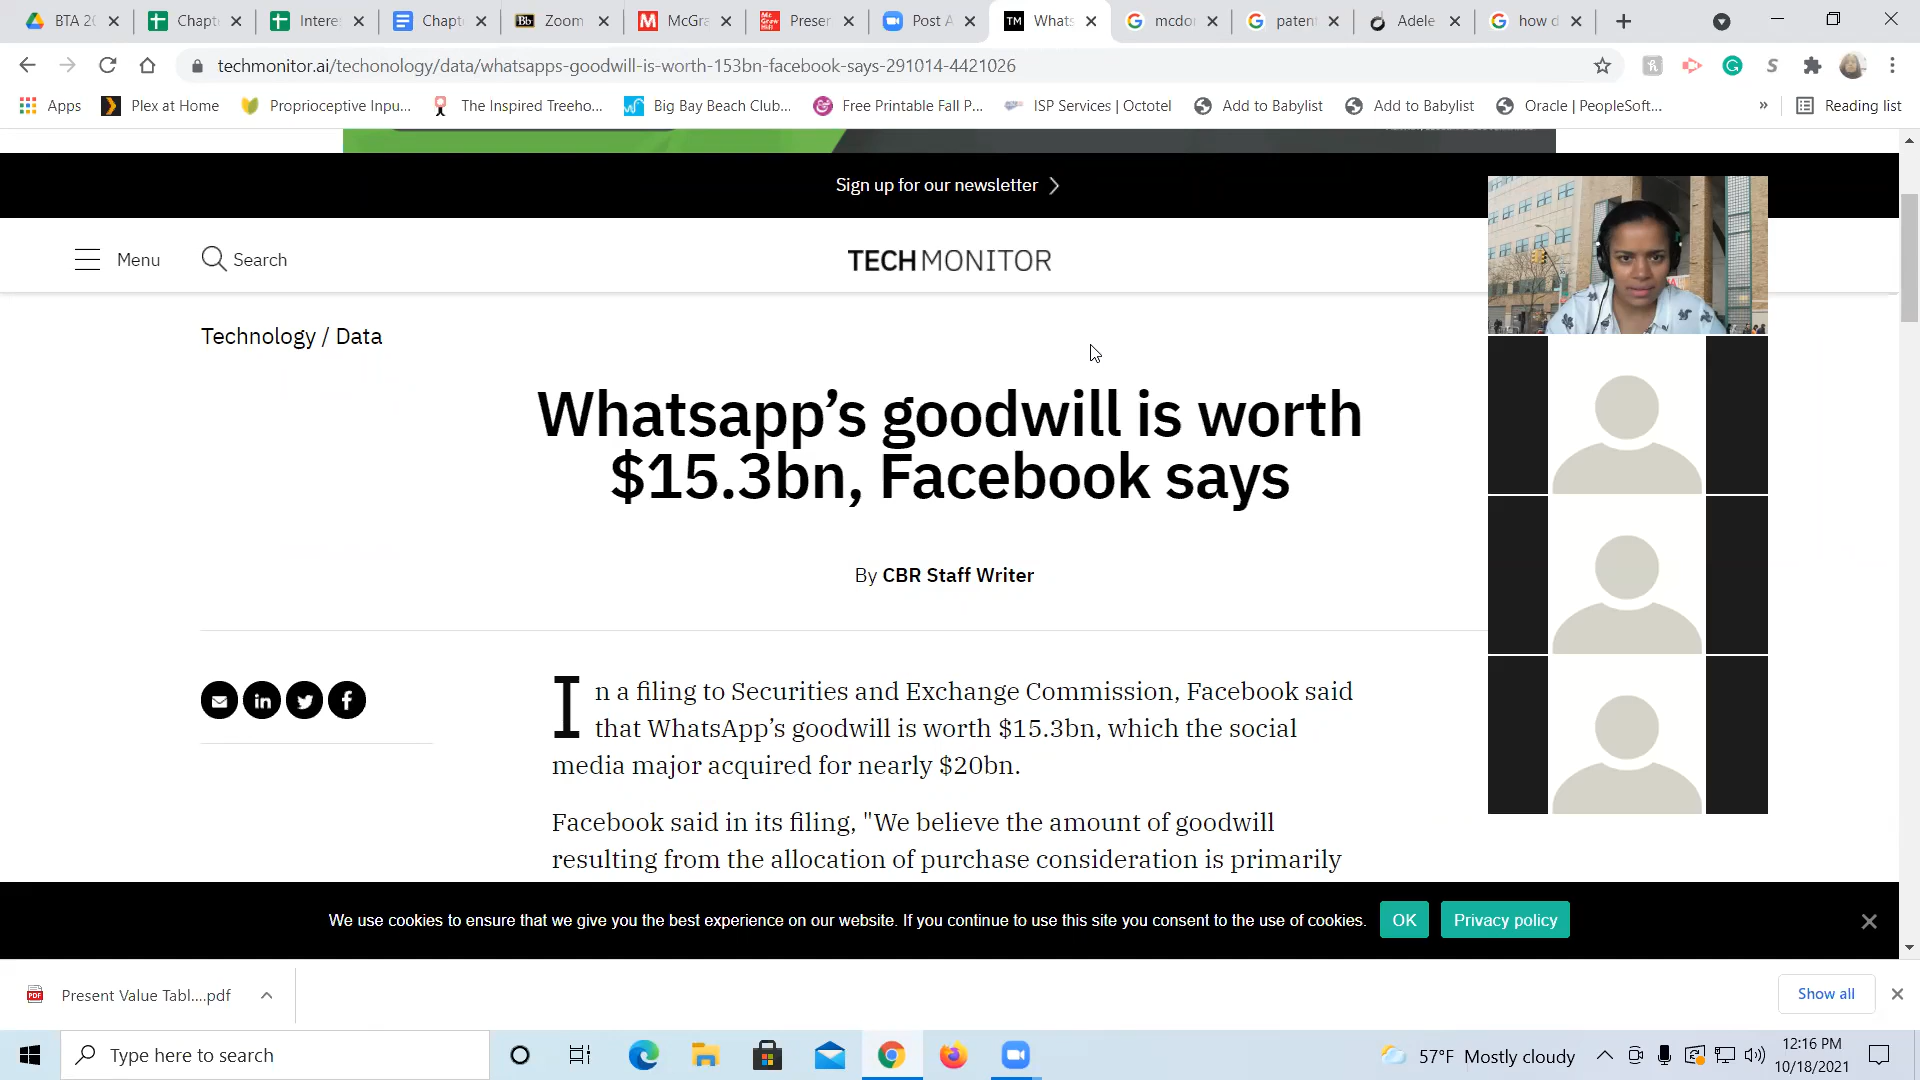 BTA 20
Chapt
Intere
Chapt
Bb Zoom
McGra
Mc Graw Hill Preser
Post A
TM Whats
mcdo
paten
Adele
how d
techmonitor.ai/techonology/data/whatsapps-goodwill-is-worth-153bn-facebook-says-291014-4421026
Apps
Plex at Home
Proprioceptive Inpu...
The Inspired Treeho...
Big Bay Beach Club...
Free Printable Fall P...
ISP Services | Octotel
Add to Babylist
Add to Babylist
Oracle | PeopleSoft...
»
Reading list
Sign up for our newsletter
Menu
Search
TECHMONITOR
Technology / Data
Whatsapp’s goodwill is worth
$15.3bn, Facebook says
By CBR Staff Writer
In a filing to Securities and Exchange Commission, Facebook said
that WhatsApp’s goodwill is worth $15.3bn, which the social
media major acquired for nearly $20bn.
Facebook said in its filing, "We believe the amount of goodwill
resulting from the allocation of purchase consideration is primarily
We use cookies to ensure that we give you the best experience on our website. If you continue to use this site you consent to the use of cookies.
OK
Privacy policy
PDF Present Value Tabl....pdf
Show all
Type here to search
57°F Mostly cloudy
12:16 PM
10/18/2021